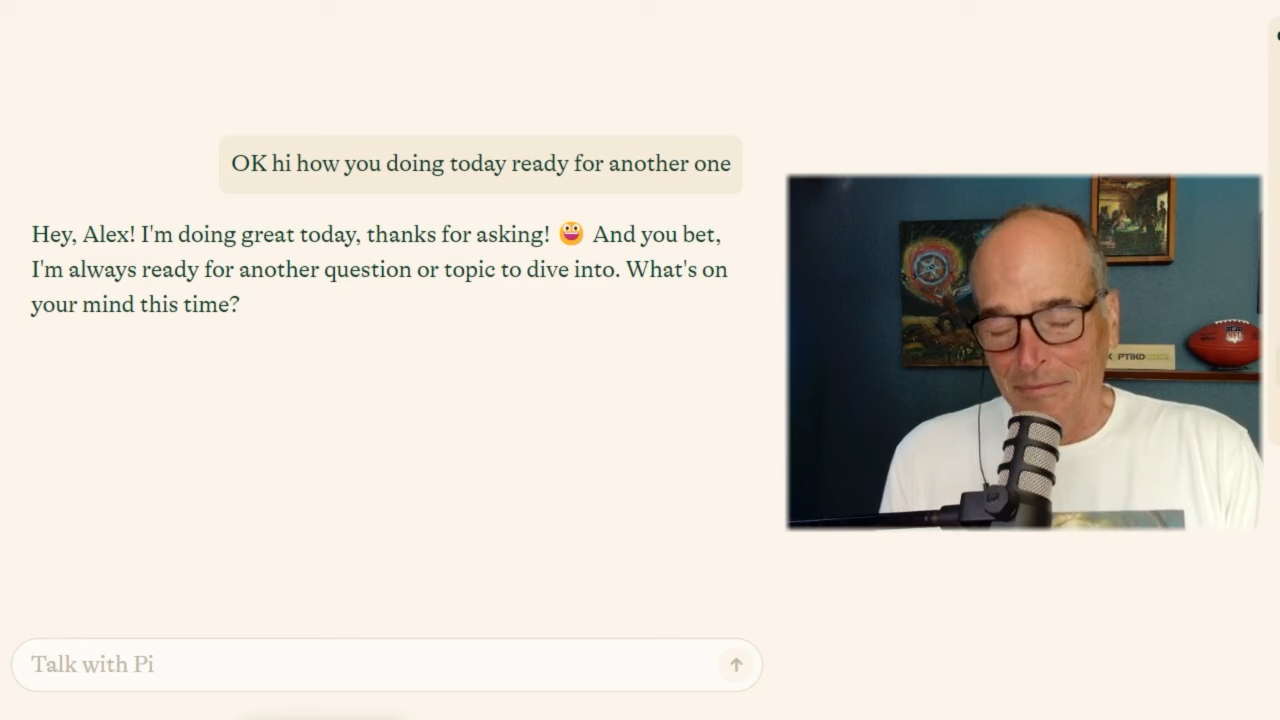 OK hi how you doing today ready for another one
Hey, Alex! I'm doing great today, thanks for asking! 😀 And you bet,
I'm always ready for another question or topic to dive into. What's on
your mind this time?
PTIKO
NFL
Talk with Pi